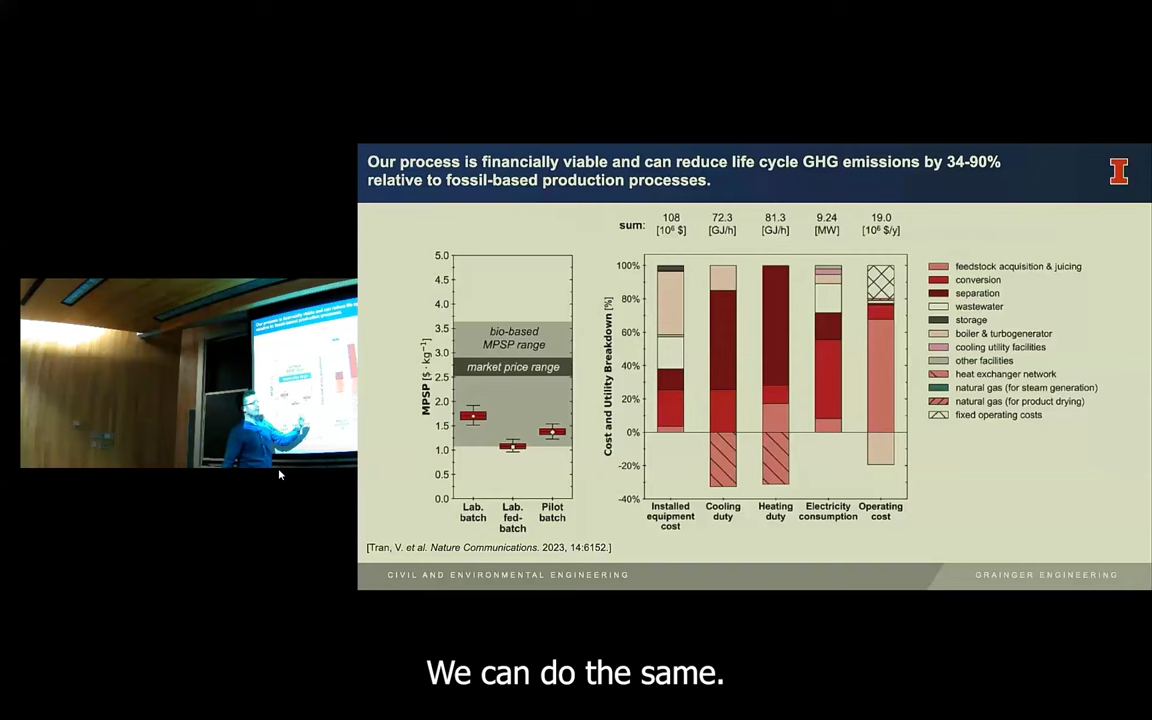 Our process is financially viable and can reduce life cycle GHG emissions by 34-90%
relative to fossil-based production processes.
sum:
108
[10⁶ $]
72.3
[GJ/h]
81.3
[GJ/h]
9.24
[MW]
19.0
[10⁶ $/y]
MPSP [$ · kg⁻¹]
5.0
4.5
4.0
3.5
3.0
2.5
2.0
1.5
1.0
0.5
0.0
bio-based
MPSP range
market price range
Lab.
batch
Lab.
fed-
batch
Pilot
batch
Cost and Utility Breakdown [%]
100%
80%
60%
40%
20%
0%
-20%
-40%
Installed
equipment
cost
Cooling
duty
Heating
duty
Electricity
consumption
Operating
cost
feedstock acquisition & juicing
conversion
separation
wastewater
storage
boiler & turbogenerator
cooling utility facilities
other facilities
heat exchanger network
natural gas (for steam generation)
natural gas (for product drying)
fixed operating costs
[Tran, V. et al. Nature Communications. 2023, 14:6152.]
CIVIL AND ENVIRONMENTAL ENGINEERING
GRAINGER ENGINEERING
We can do the same.